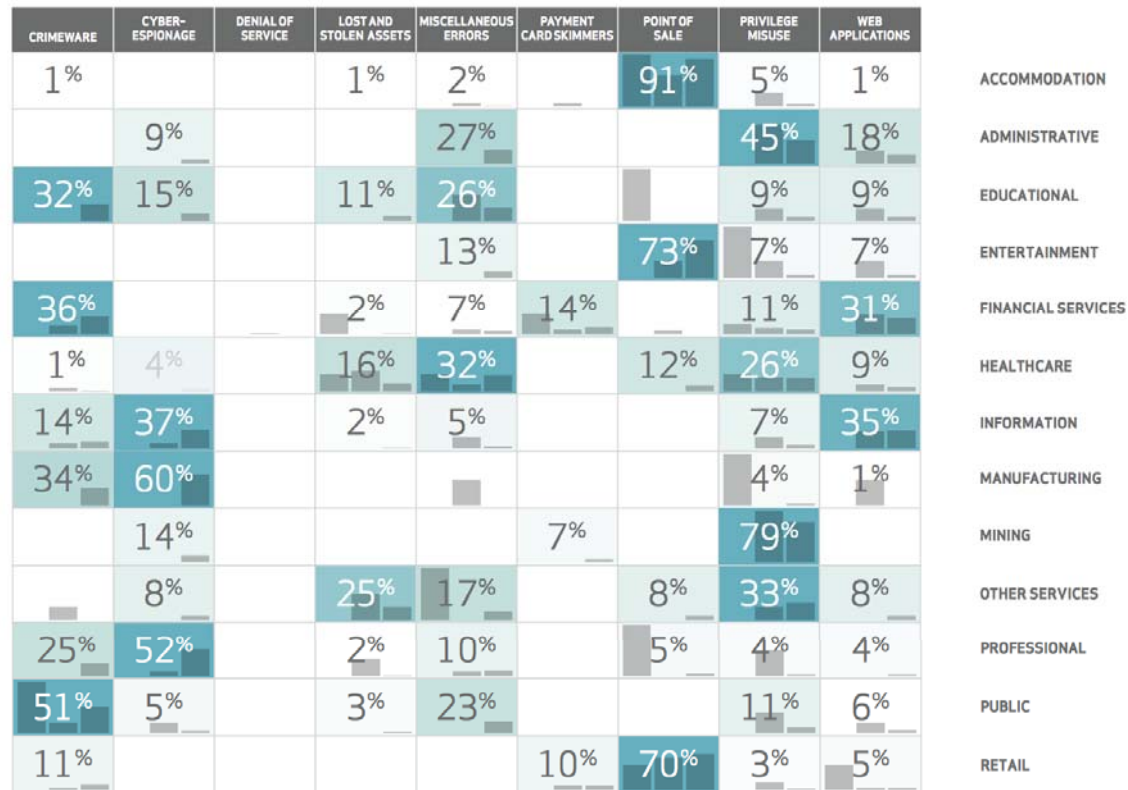 CRIMEWARE CYBER-ESPIONAGE DENIAL OF SERVICE LOST AND STOLEN ASSETS MISCELLANEOUS ERRORS PAYMENT CARD SKIMMERS POINT OF SALE PRIVILEGE MISUSE WEB APPLICATIONS
1% 1% 2% 91% 5% 1% ACCOMMODATION
9% 27% 45% 18% ADMINISTRATIVE
32% 15% 11% 26% 9% 9% EDUCATIONAL
13% 73% 7% 7% ENTERTAINMENT
36% 2% 7% 14% 11% 31% FINANCIAL SERVICES
1% 4% 16% 32% 12% 26% 9% HEALTHCARE
14% 37% 2% 5% 7% 35% INFORMATION
34% 60% 4% 1% MANUFACTURING
14% 7% 79% MINING
8% 25% 17% 8% 33% 8% OTHER SERVICES
25% 52% 2% 10% 5% 4% 4% PROFESSIONAL
51% 5% 3% 23% 11% 6% PUBLIC
11% 10% 70% 3% 5% RETAIL